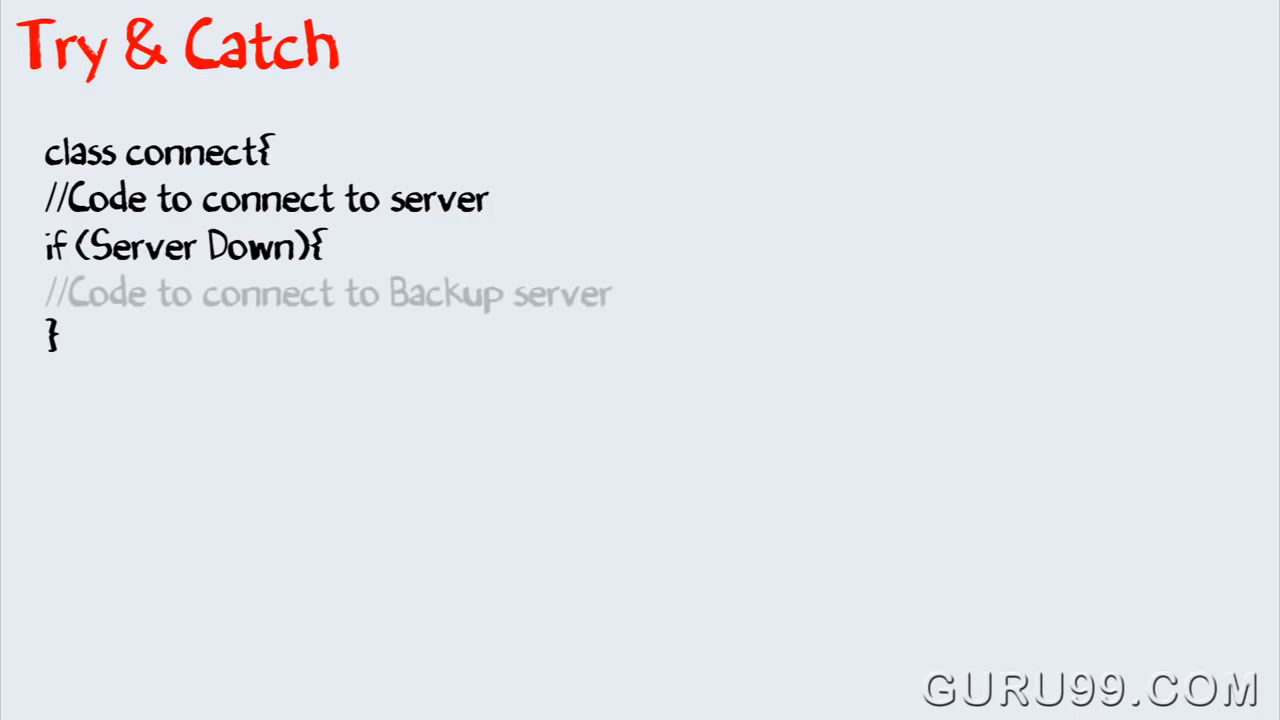 Try & Catch
class connect{
//Code to connect to server
if (Server Down){
//Code to connect to Backup server
}
GURU99.COM